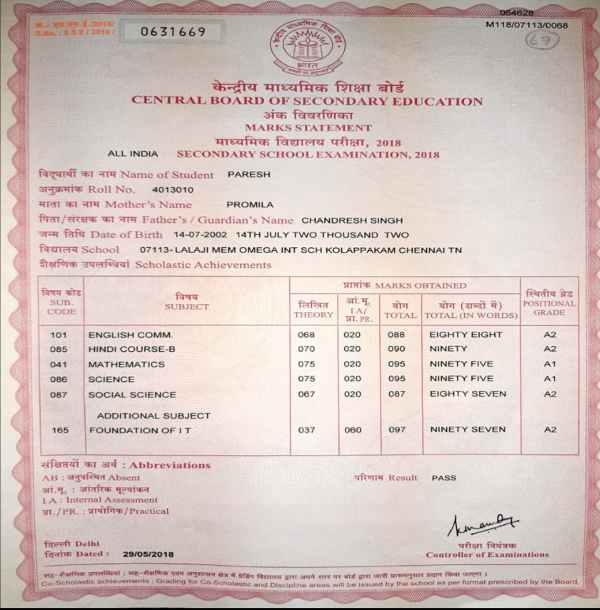 क्र.: एस.एस.ई./2018/
S.No.: S S E / 2018 /
0631669
054628
M118/07113/0068
67
केन्द्रीय माध्यमिक शिक्षा बोर्ड
भारत
केन्द्रीय माध्यमिक शिक्षा बोर्ड
CENTRAL BOARD OF SECONDARY EDUCATION
अंक विवरणिका
MARKS STATEMENT
माध्यमिक विद्यालय परीक्षा, 2018
ALL INDIA SECONDARY SCHOOL EXAMINATION, 2018
विद्यार्थी का नाम Name of Student PARESH
अनुक्रमांक Roll No. 4013010
माता का नाम Mother's Name PROMILA
पिता/संरक्षक का नाम Father's / Guardian's Name CHANDRESH SINGH
जन्म तिथि Date of Birth 14-07-2002 14TH JULY TWO THOUSAND TWO
विद्यालय School 07113- LALAJI MEM OMEGA INT SCH KOLAPPAKAM CHENNAI TN
शैक्षणिक उपलब्धियां Scholastic Achievements
विषय कोड SUB. CODE विषय SUBJECT प्राप्तांक MARKS OBTAINED स्थितीय ग्रेड POSITIONAL GRADE
लिखित THEORY आं.मू. I A/ प्रा. PR. योग TOTAL योग (शब्दों में) TOTAL (IN WORDS)
101 ENGLISH COMM. 068 020 088 EIGHTY EIGHT A2
085 HINDI COURSE-B 070 020 090 NINETY A2
041 MATHEMATICS 075 020 095 NINETY FIVE A1
086 SCIENCE 075 020 095 NINETY FIVE A1
087 SOCIAL SCIENCE 067 020 087 EIGHTY SEVEN A2
ADDITIONAL SUBJECT
165 FOUNDATION OF I T 037 060 097 NINETY SEVEN A2
संक्षिप्तियों का अर्थ : Abbreviations
AB : अनुपस्थित Absent परिणाम Result PASS
आं.मू. : आंतरिक मूल्यांकन
I A : Internal Assessment
प्रा./PR. : प्रायोगिक/Practical
दिल्ली Delhi
दिनांक Dated : 29/05/2018
परीक्षा नियंत्रक
Controller of Examinations
सह-शैक्षणिक उपलब्धियां : सह-शैक्षणिक एवम अनुशासन क्षेत्र में ग्रेडिंग विद्यालय द्वारा अपने स्तर पर बोर्ड द्वारा जारी प्रारूपनुसार प्रदान किया जाएगा ।
Co-Scholastic achievements : Grading for Co-Scholastic and Discipline areas will be issued by the school as per format prescribed by the Board.